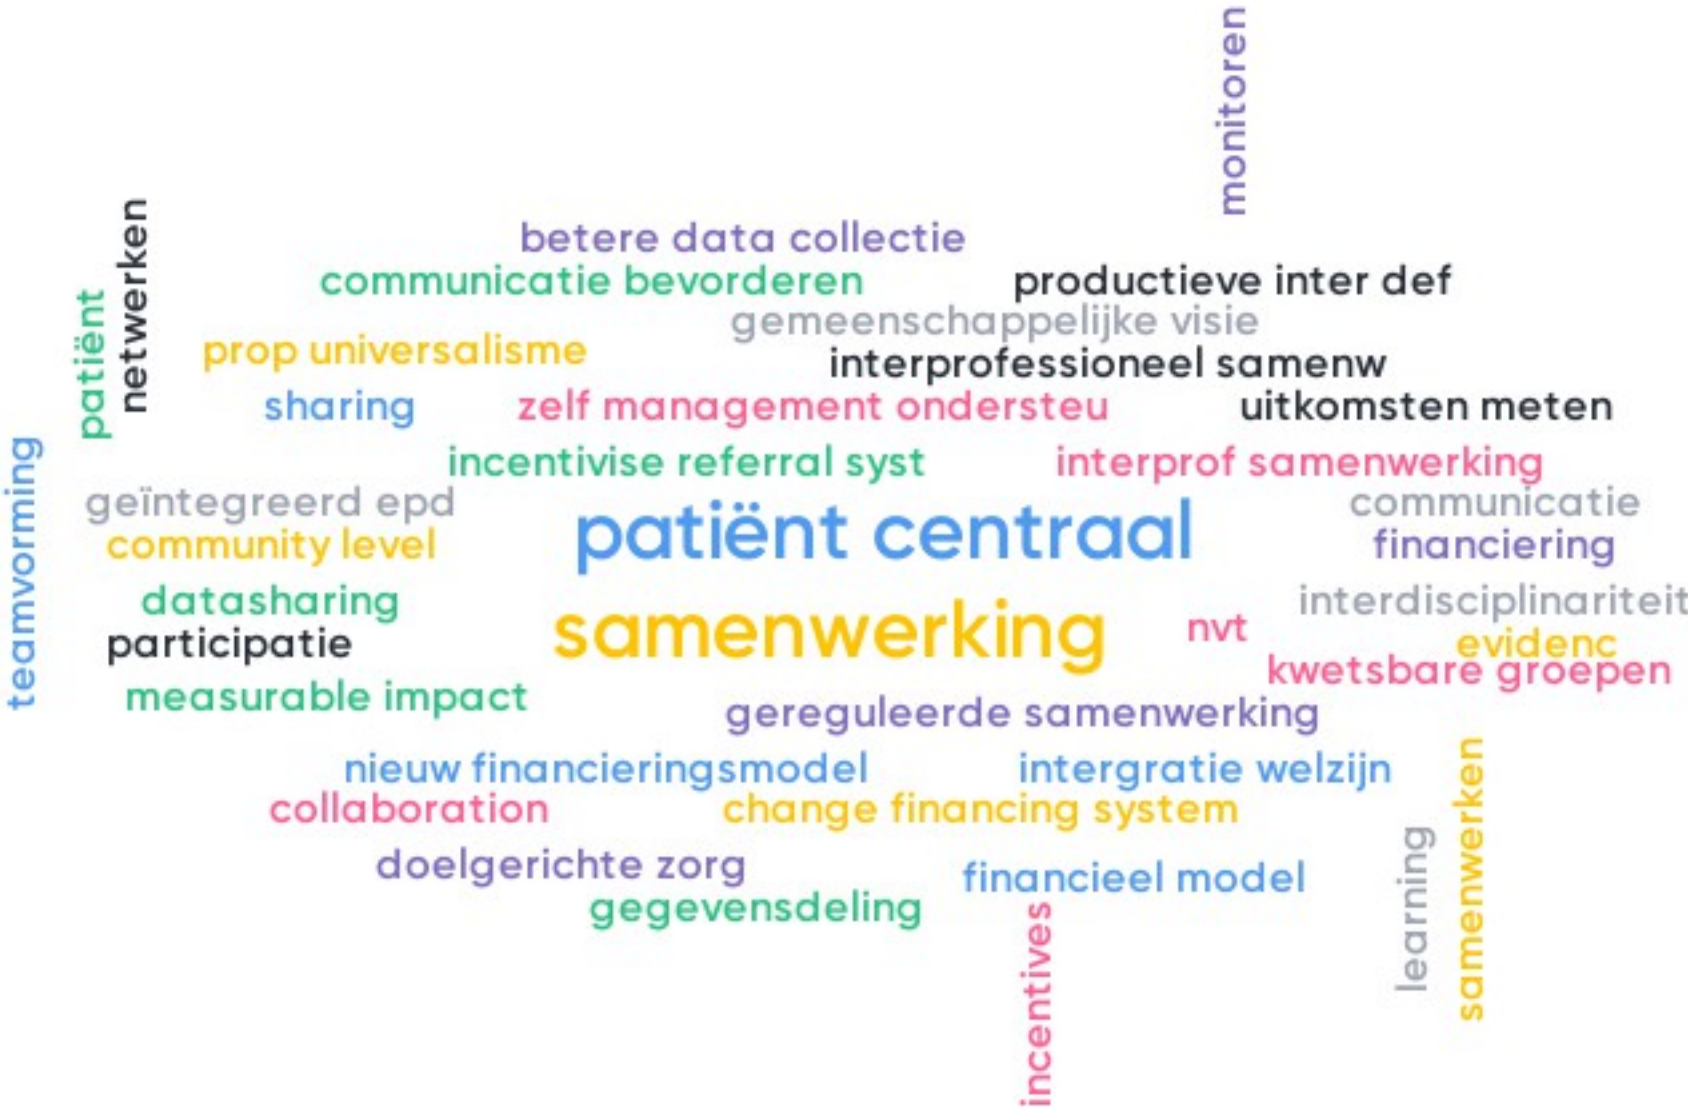 monitoren
netwerken
betere data collectie
communicatie bevorderen
productieve inter def
patiënt
gemeenschappelijke visie
prop universalisme
interprofessioneel samenw
sharing
zelf management ondersteu
uitkomsten meten
teamvorming
incentivise referral syst
interprof samenwerking
geïntegreerd epd
communicatie
patiënt centraal
community level
financiering
datasharing
interdisciplinariteit
samenwerking
nvt
participatie
evidenc
kwetsbare groepen
measurable impact
gereguleerde samenwerking
nieuw financieringsmodel
intergratie welzijn
collaboration
change financing system
samenwerken
learning
doelgerichte zorg
financieel model
gegevensdeling
incentives